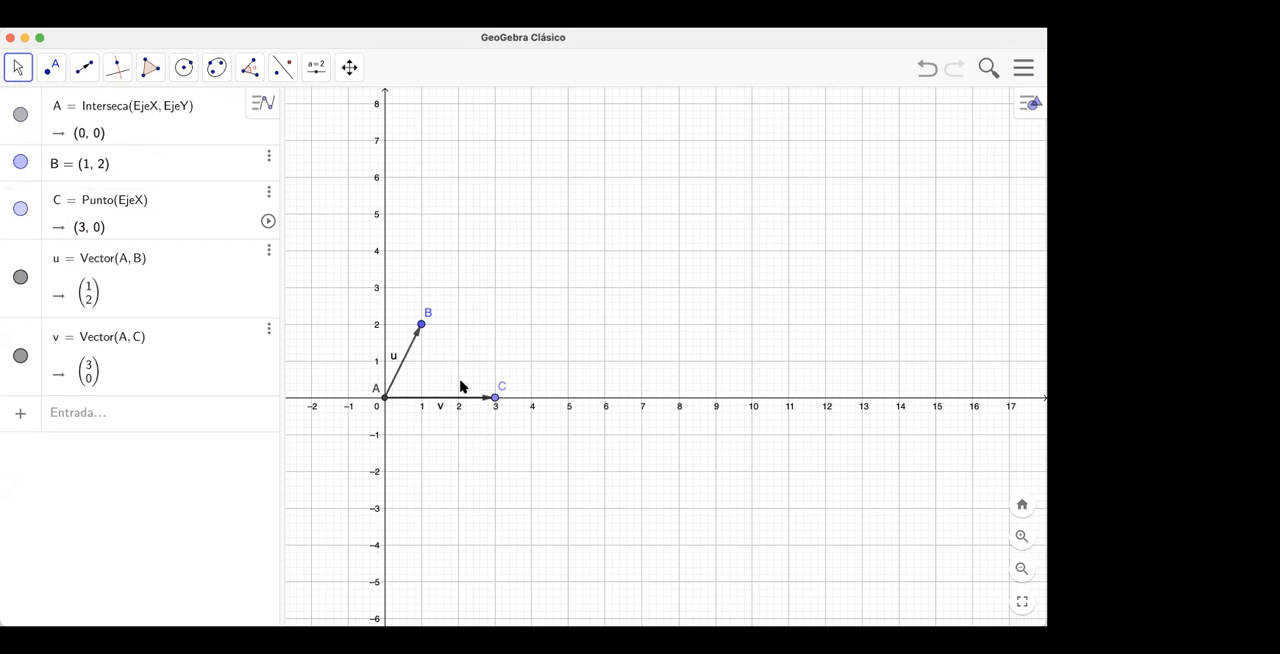 GeoGebra Clásico
A
a=2
A = Interseca(EjeX, EjeY)
→ (0, 0)
B = (1, 2)
C = Punto(EjeX)
→ (3, 0)
u = Vector(A, B)
→ (1
2)
v = Vector(A, C)
→ (3
0)
+ Entrada...
8
7
6
5
4
3
B
2
u
1
A
C
−2 −1 0 1 v 2 3 4 5 6 7 8 9 10 11 12 13 14 15 16 17
−1
−2
−3
−4
−5
−6